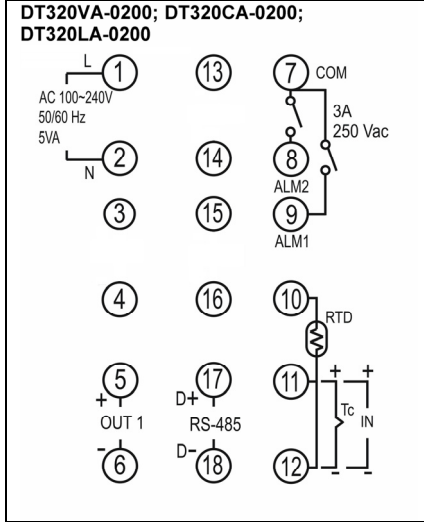 DT320VA-0200; DT320CA-0200;
DT320LA-0200
L 1 13 7 COM
AC 100~240V
50/60 Hz
5VA
3A
250 Vac
N 2 14 8
ALM2
3 15 9
ALM1
4 16 10
RTD
5 17 11 + +
+ D+
OUT 1 RS-485 Tc IN
- D-
6 18 12 - -